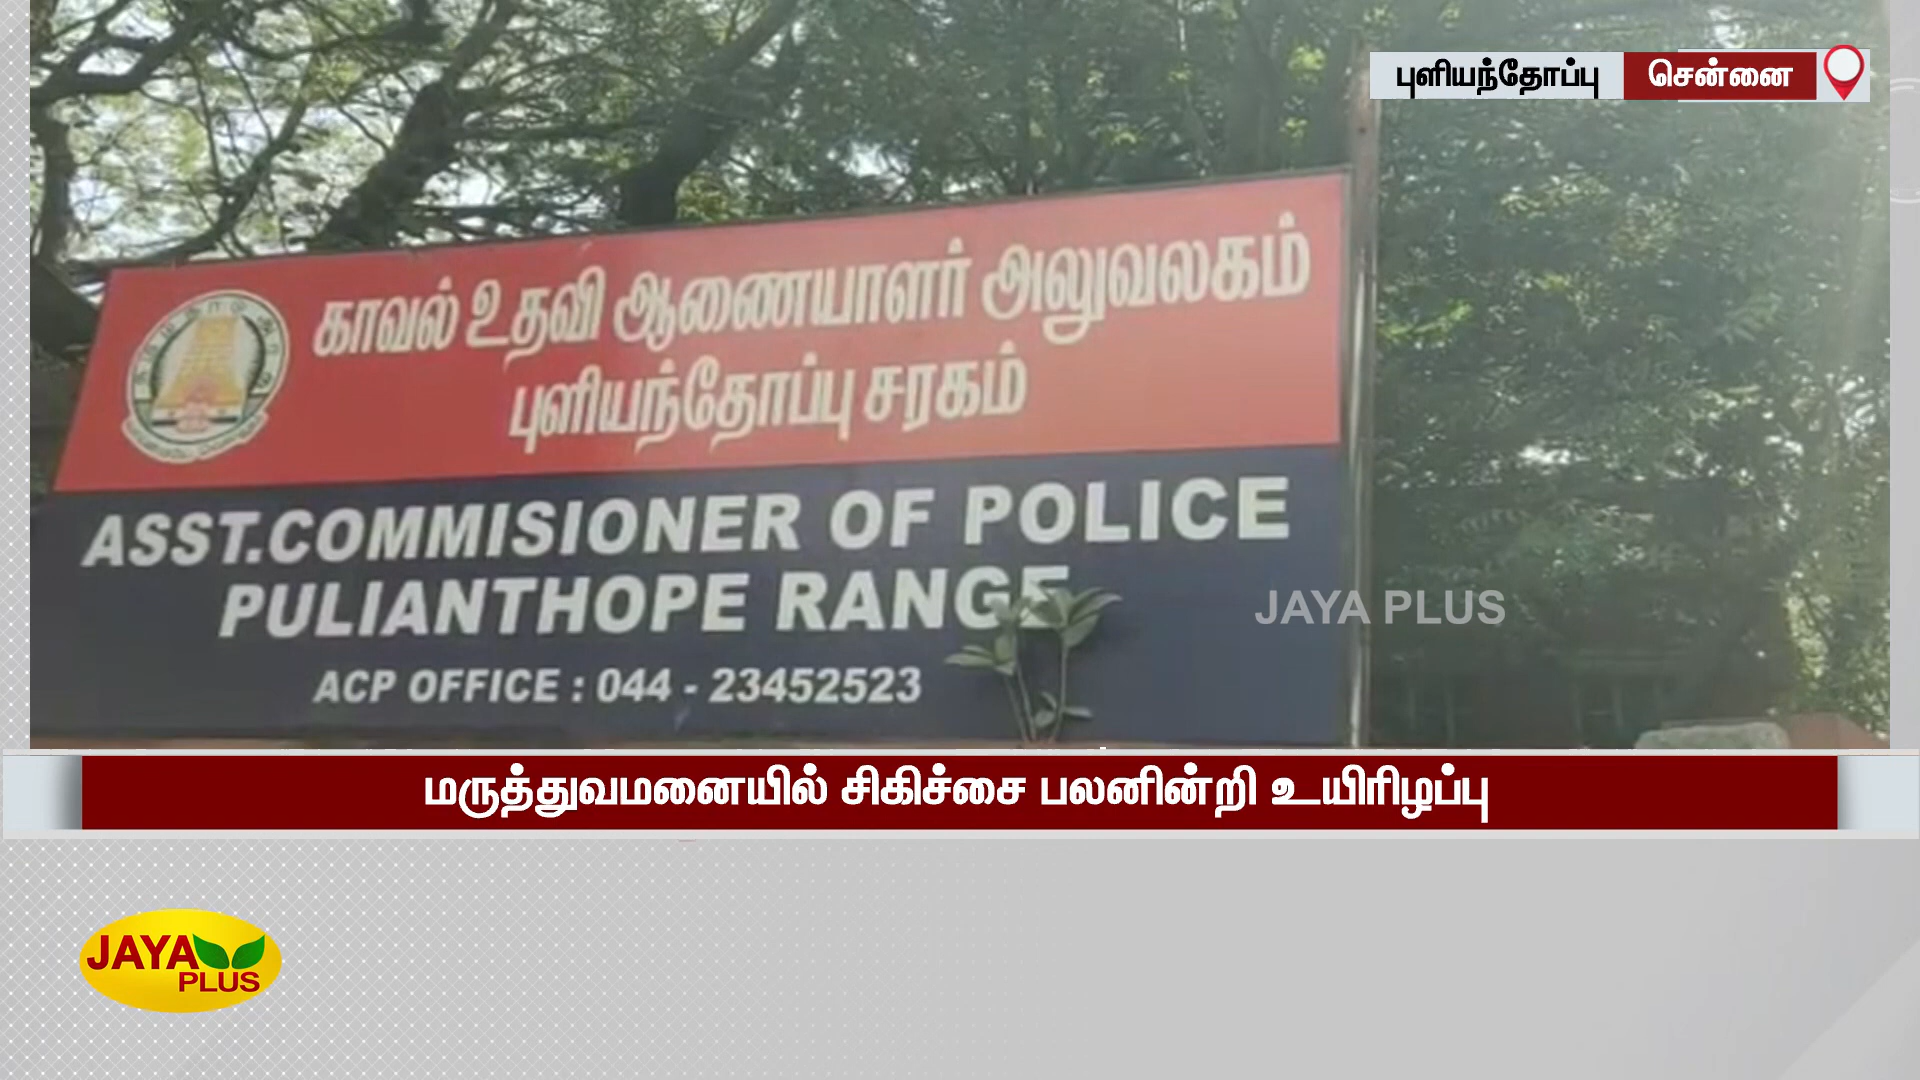 புளியந்தோப்பு சென்னை
காவல் உதவி ஆணையாளர் அலுவலகம்
புளியந்தோப்பு சரகம்
ASST.COMMISIONER OF POLICE
PULIANTHOPE RANGE
ACP OFFICE : 044 - 23452523
JAYA PLUS
மருத்துவமனையில் சிகிச்சை பலனின்றி உயிரிழப்பு
JAYA
PLUS